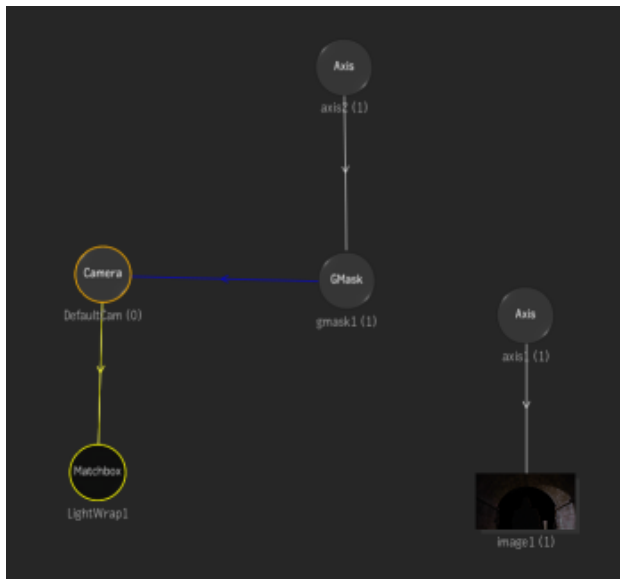 Axis
axis2 (1)
Camera
DefaultCam (0)
GMask
gmask1 (1)
Axis
axis1 (1)
Matchbox
LightWrap1
image1 (1)